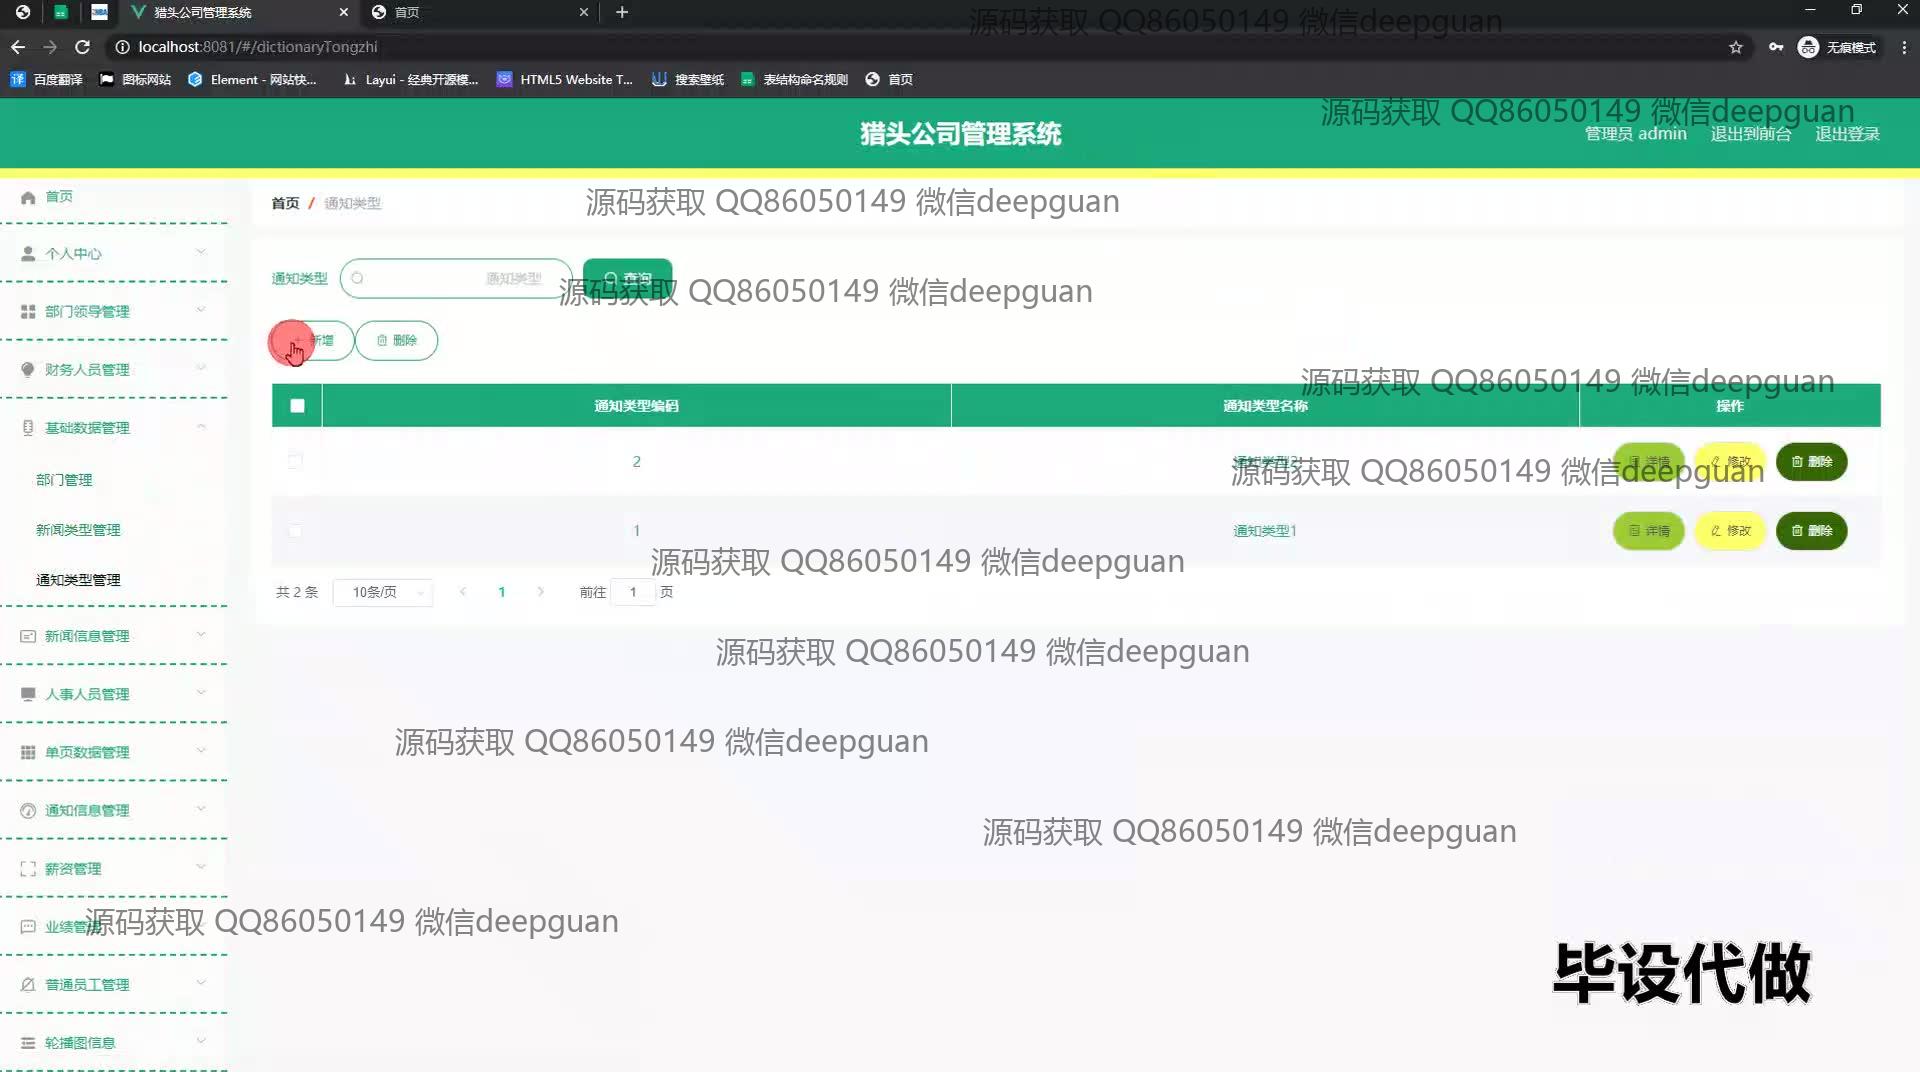 猎头公司管理系统
首页
源码获取 QQ86050149 微信deepguan
localhost:8081/#/dictionaryTongzhi
无痕模式
百度翻译
图标网站
Element - 网站快...
Layui - 经典开源模...
HTML5 Website T...
搜索壁纸
表结构命名规则
首页
源码获取 QQ86050149 微信deepguan
猎头公司管理系统
管理员 admin
退出到前台
退出登录
首页
首页 / 通知类型
源码获取 QQ86050149 微信deepguan
个人中心
通知类型
通知类型
查询
源码获取 QQ86050149 微信deepguan
部门领导管理
新增
删除
财务人员管理
源码获取 QQ86050149 微信deepguan
通知类型编码
通知类型名称
操作
基础数据管理
2
通知类型2
详情
修改
删除
源码获取 QQ86050149 微信deepguan
部门管理
新闻类型管理
1
通知类型1
详情
修改
删除
源码获取 QQ86050149 微信deepguan
通知类型管理
共 2 条
10条/页
1
前往 1 页
新闻信息管理
源码获取 QQ86050149 微信deepguan
人事人员管理
单页数据管理
源码获取 QQ86050149 微信deepguan
通知信息管理
源码获取 QQ86050149 微信deepguan
薪资管理
业绩管理
源码获取 QQ86050149 微信deepguan
毕设代做
普通员工管理
轮播图信息